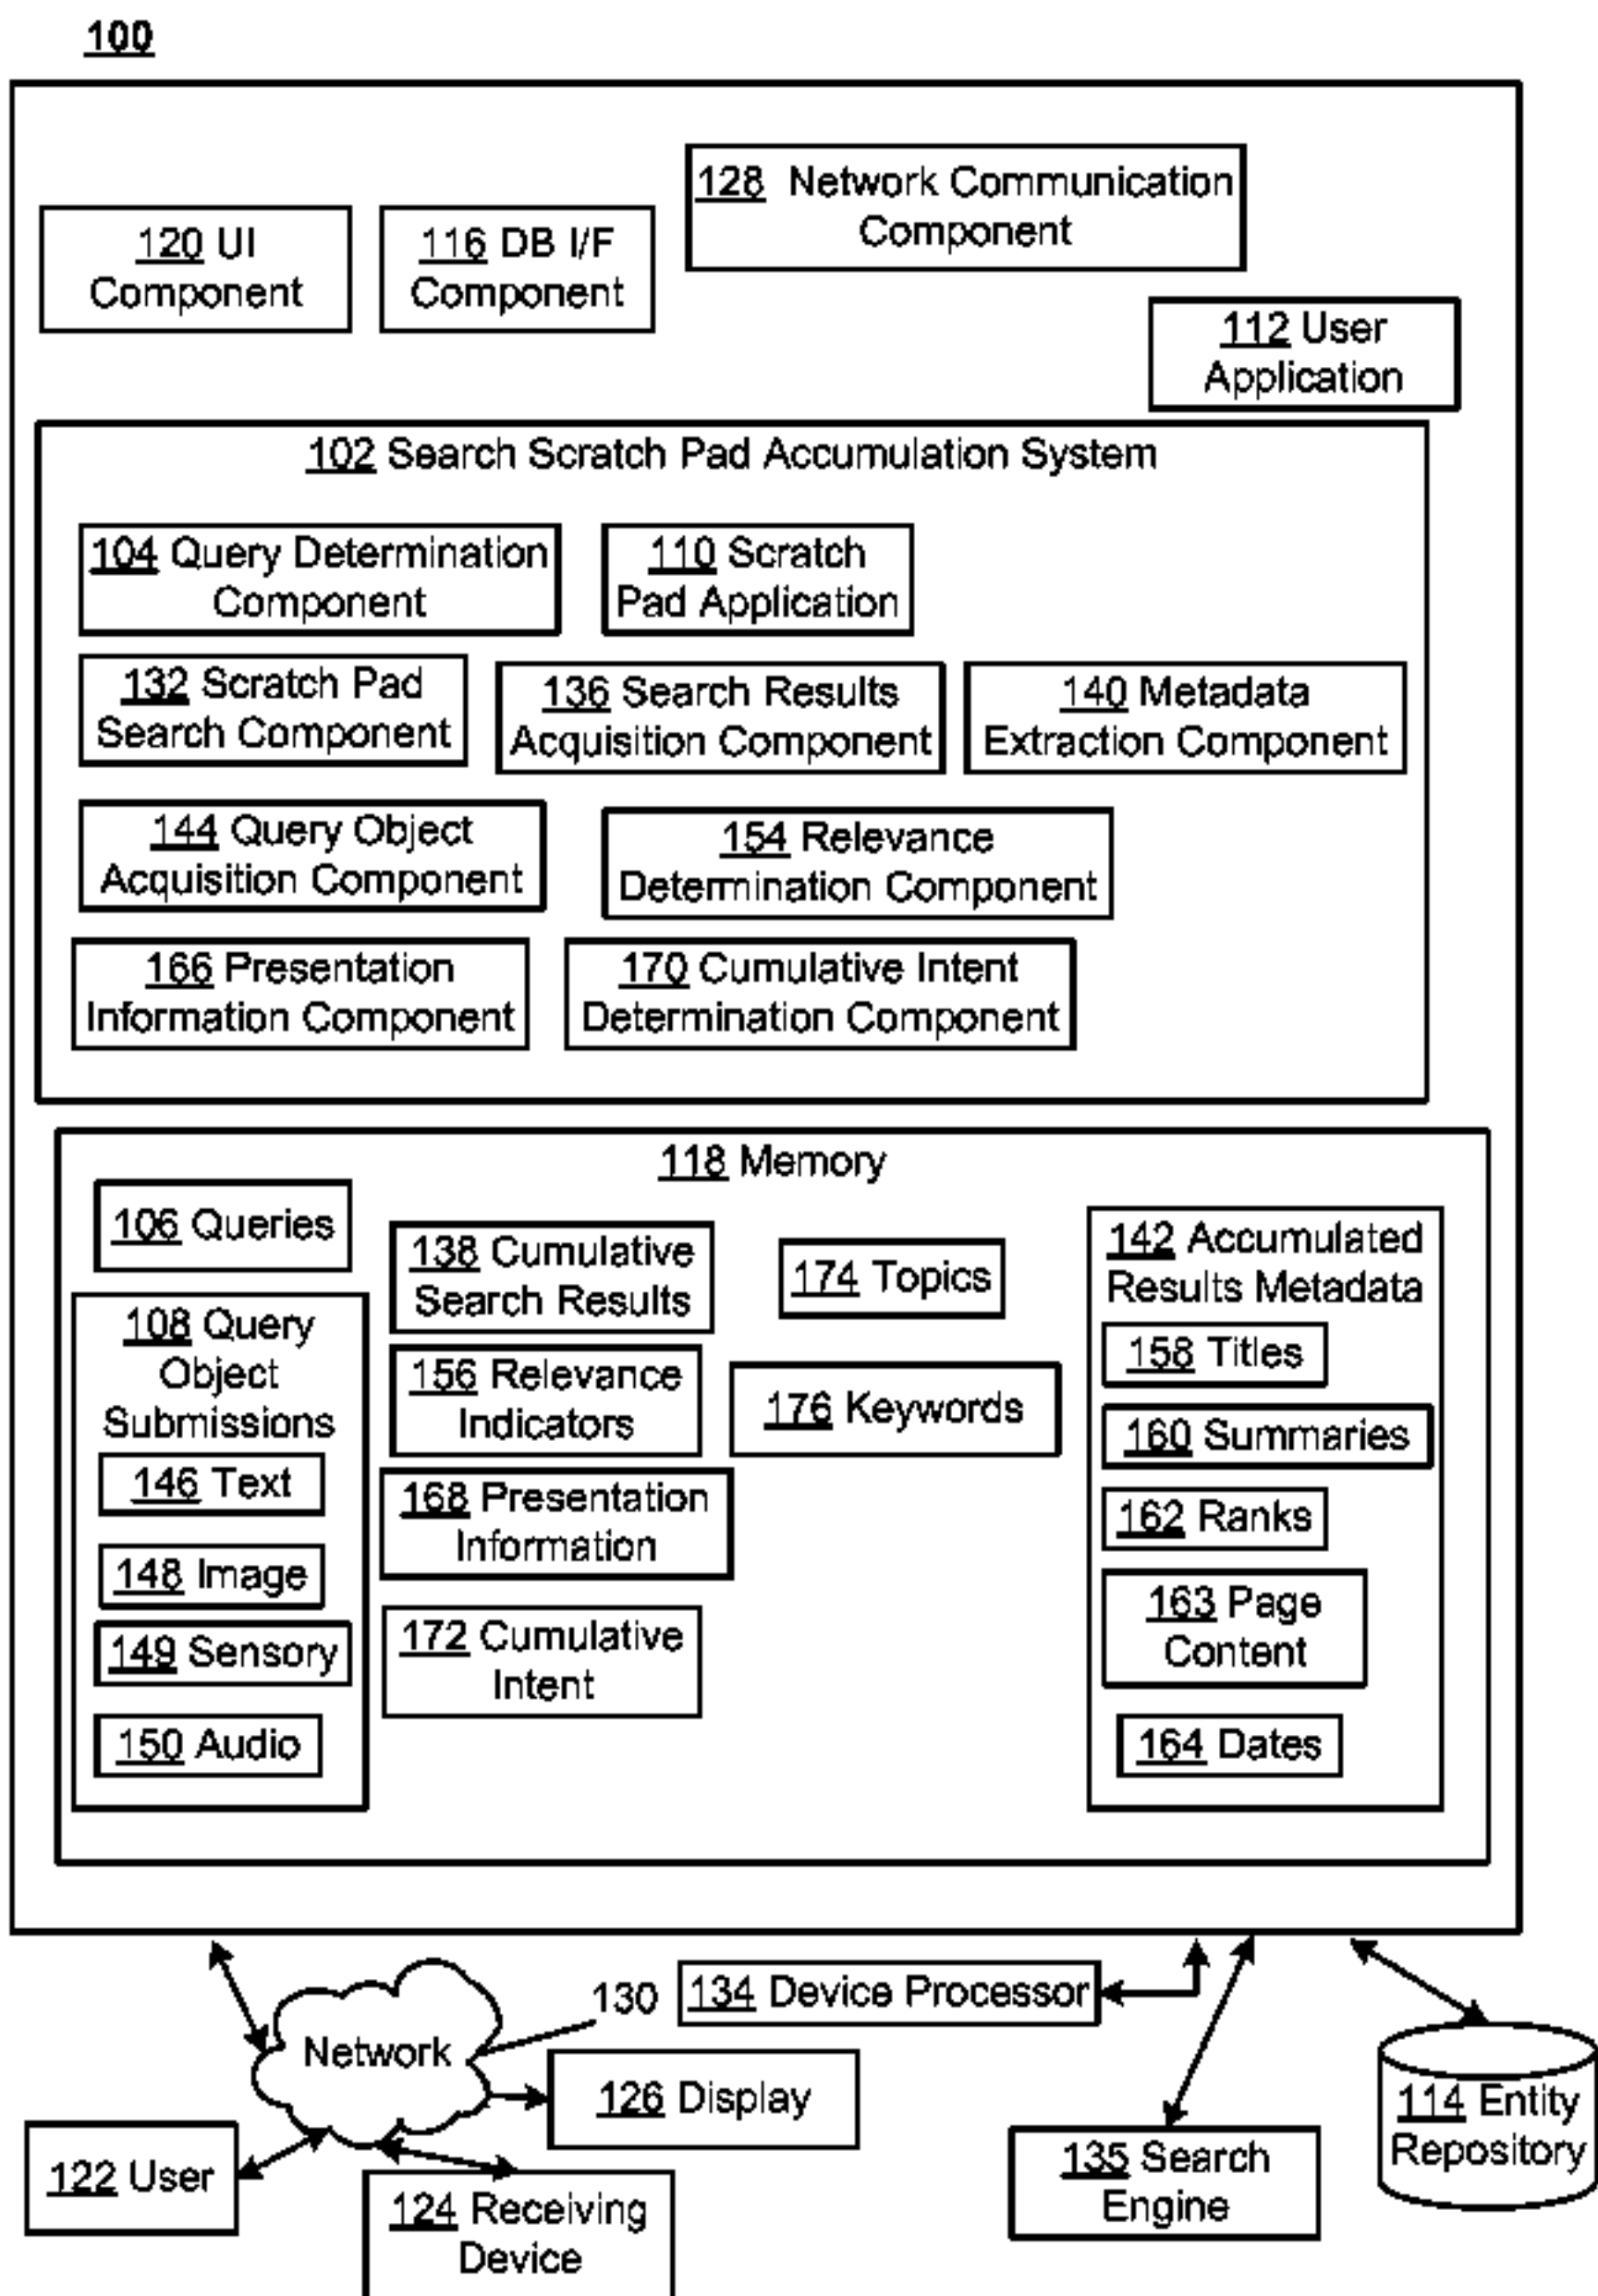 100
128 Network Communication
Component
120 UI
Component
116 DB I/F
Component
112 User
Application
102 Search Scratch Pad Accumulation System
104 Query Determination
Component
110 Scratch
Pad Application
132 Scratch Pad
Search Component
136 Search Results
Acquisition Component
140 Metadata
Extraction Component
144 Query Object
Acquisition Component
154 Relevance
Determination Component
166 Presentation
Information Component
170 Cumulative Intent
Determination Component
118 Memory
106 Queries
108 Query
Object
Submissions
146 Text
148 Image
149 Sensory
150 Audio
138 Cumulative
Search Results
156 Relevance
Indicators
168 Presentation
Information
172 Cumulative
Intent
174 Topics
176 Keywords
142 Accumulated
Results Metadata
158 Titles
160 Summaries
162 Ranks
163 Page
Content
164 Dates
Network
130
134 Device Processor
126 Display
122 User
124 Receiving
Device
135 Search
Engine
114 Entity
Repository